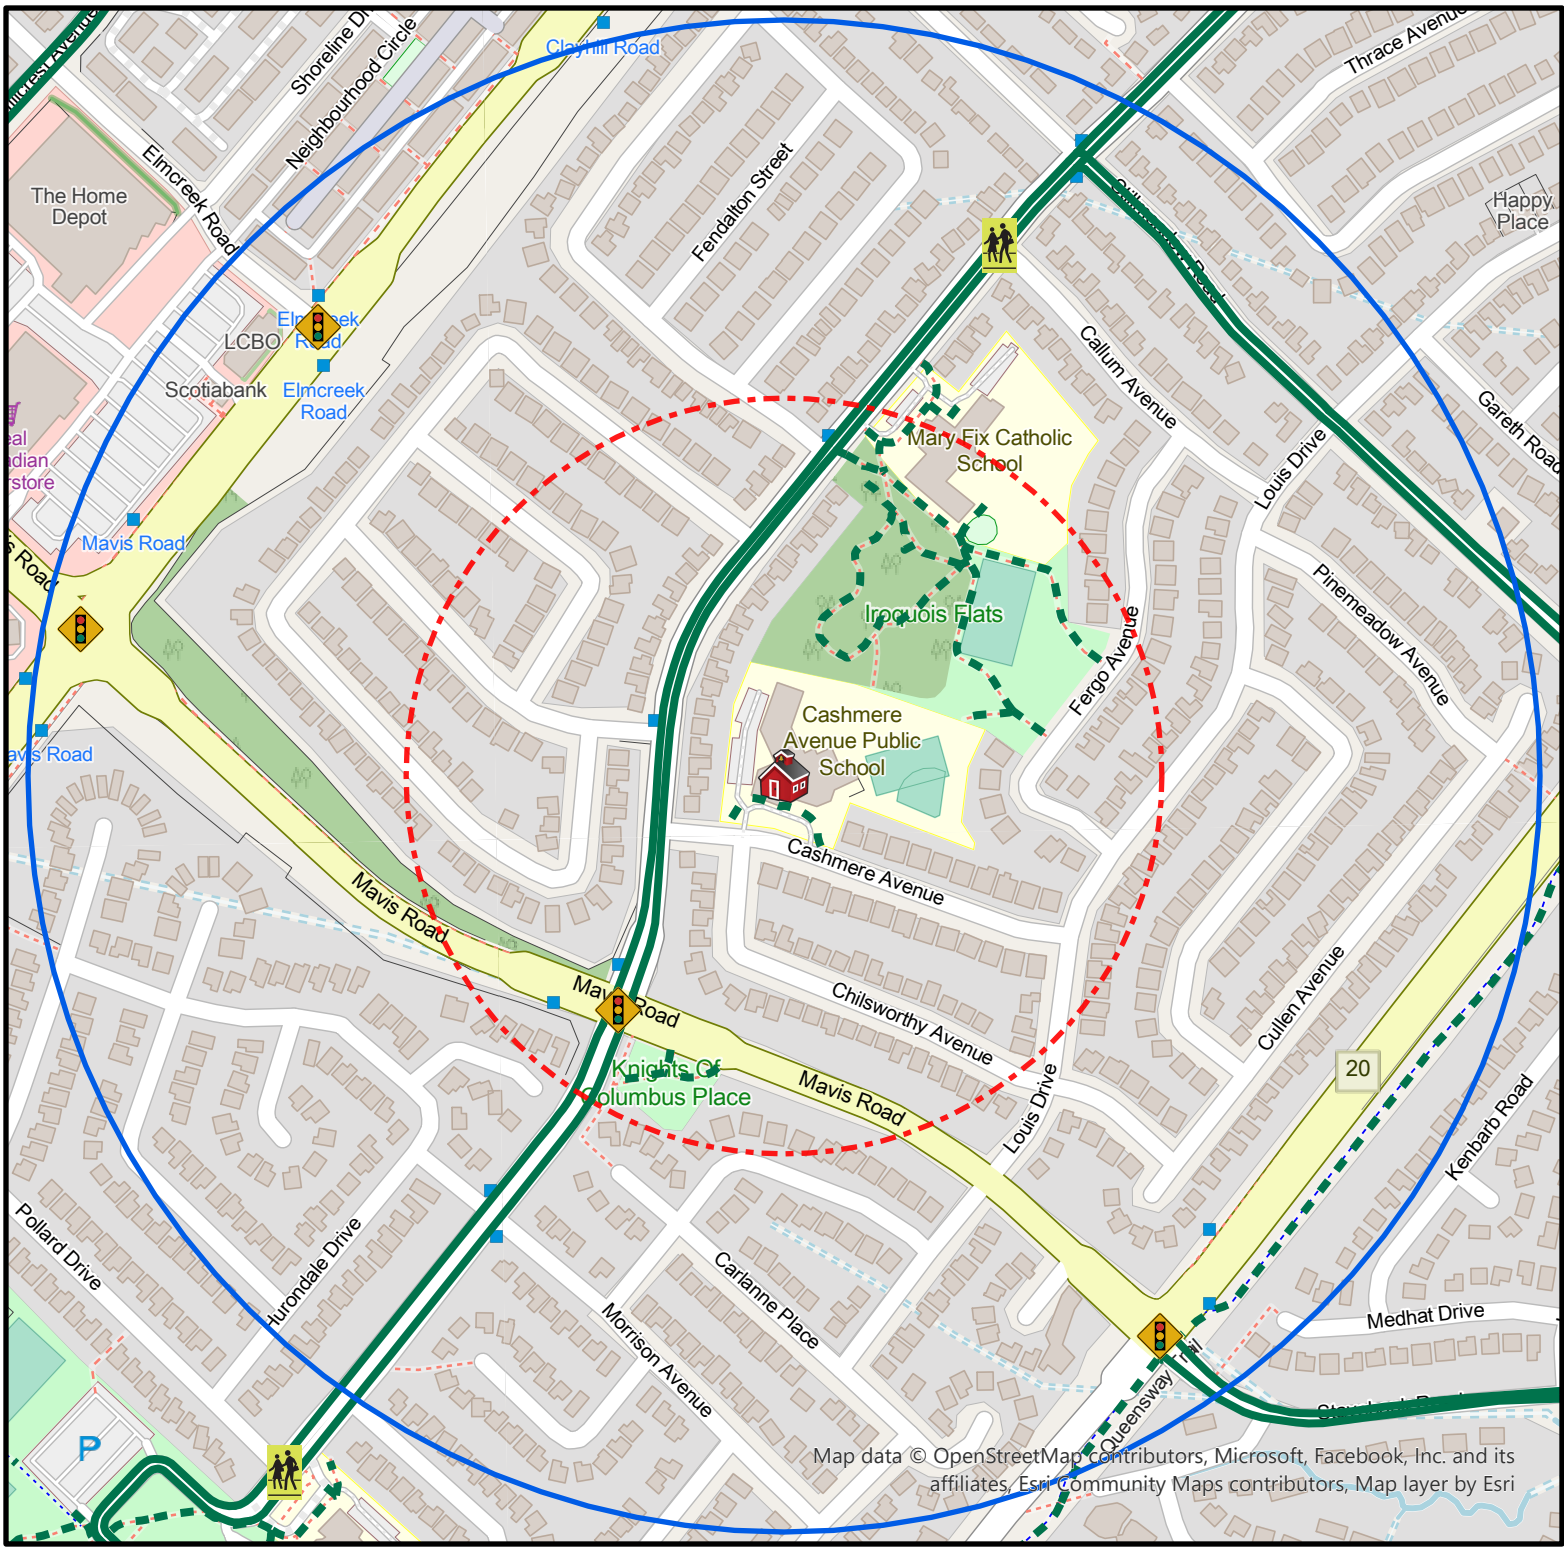 Clayhill Road
Shoreline
Neighbourhood Circle
Thrace Avenue
Elmcreek Road
The Home
Depot
Fendalton Street
Happy
Place
LCBO
Road
Scotiabank
Elmcreek
Road
Callum Avenue
Gareth Road
Mary Fix Catholic
School
Louis Drive
Mavis Road
Iroquois Flats
Pinemeadow Avenue
Fergo Avenue
Cashmere
Avenue Public
School
avis Road
Cashmere Avenue
Mavis Road
Chilsworthy Avenue
Cullen Avenue
Road
Knights Of
Columbus Place
Mavis Road
20
Louis Drive
Kenbarb Road
Pollard Drive
Hurondale Drive
Carlanne Place
Morrison Avenue
Medhat Drive
Queensway Trail
P
Map data © OpenStreetMap contributors, Microsoft, Facebook, Inc. and its
affiliates, Esri Community Maps contributors, Map layer by Esri